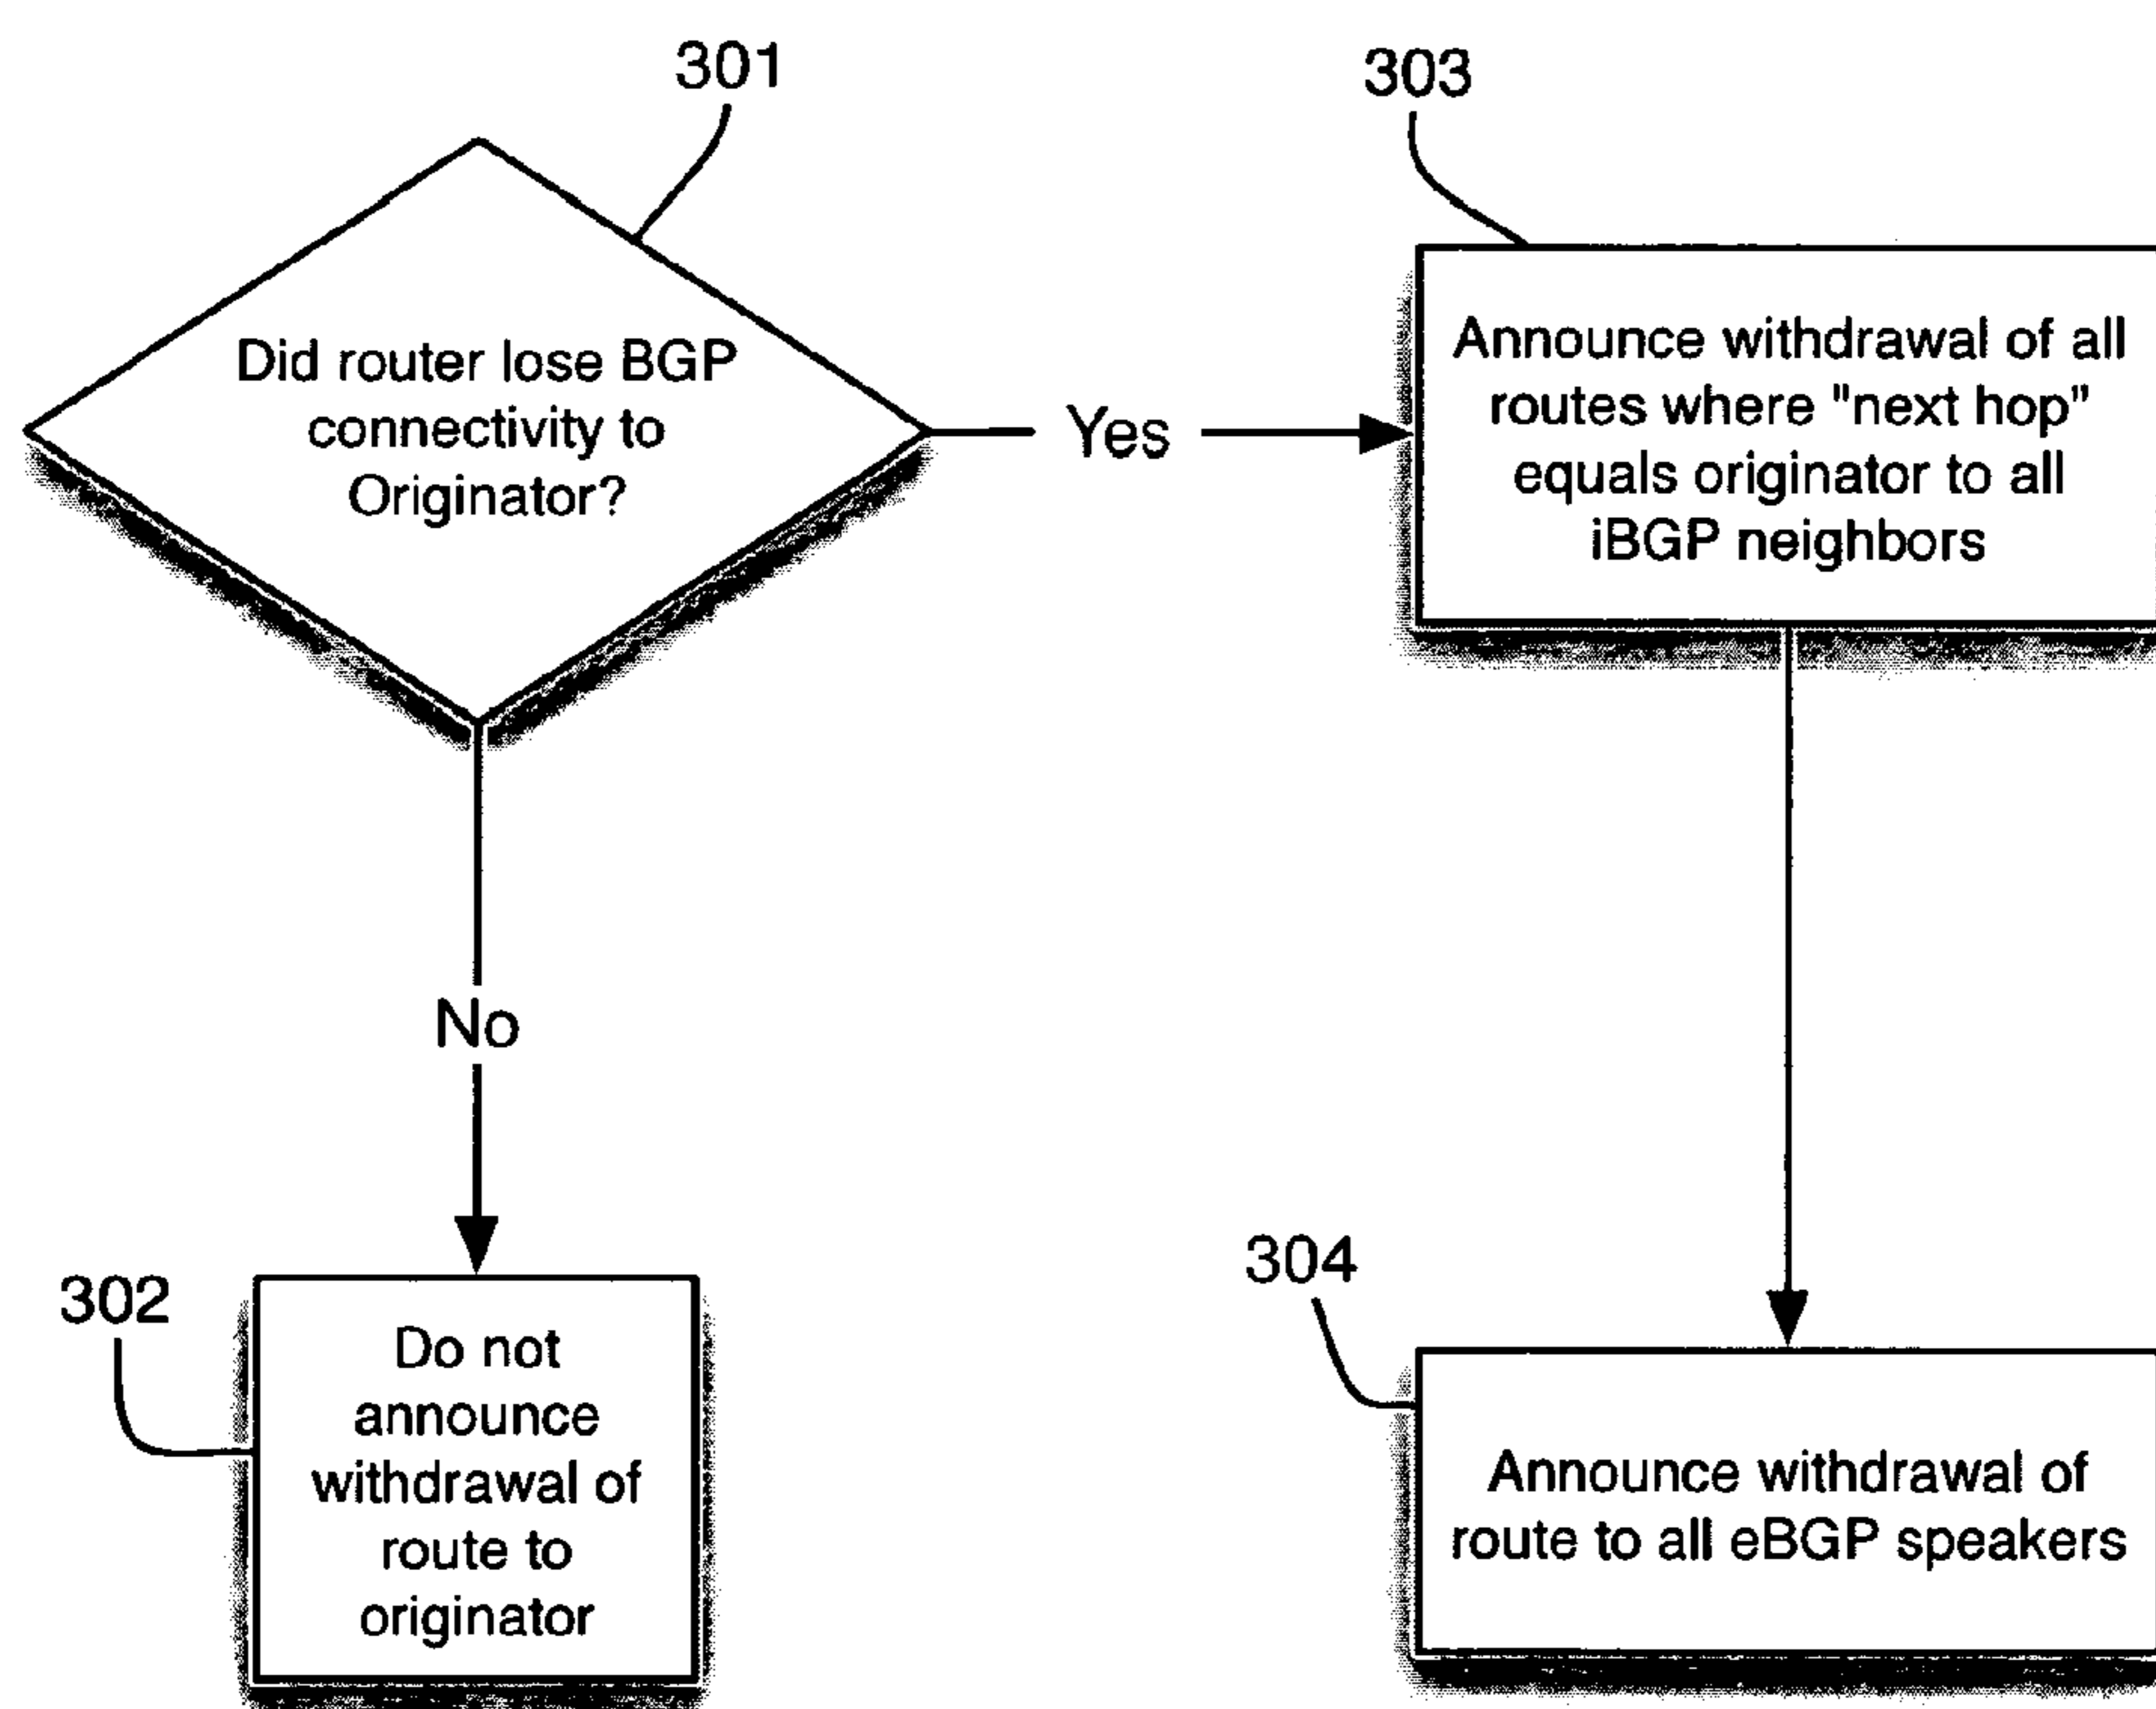 301
Did router lose BGP
connectivity to
Originator?
Yes
303
Announce withdrawal of all
routes where "next hop"
equals originator to all
iBGP neighbors
No
302
Do not
announce
withdrawal of
route to
originator
304
Announce withdrawal of
route to all eBGP speakers